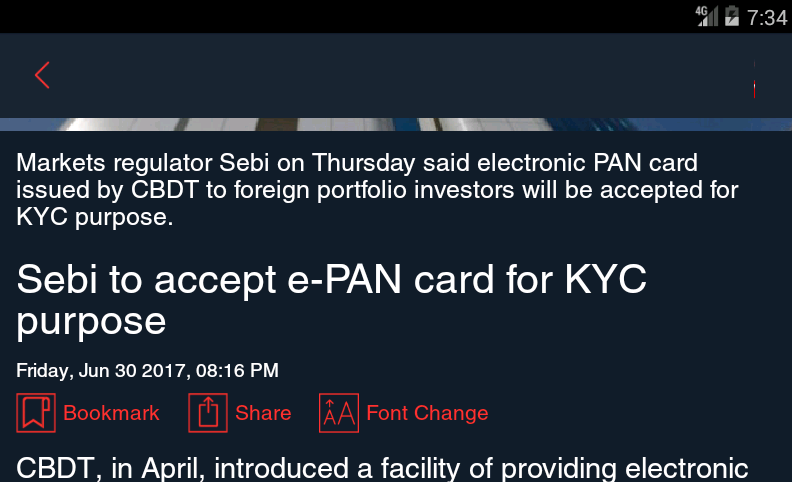 4G 7:34
Markets regulator Sebi on Thursday said electronic PAN card
issued by CBDT to foreign portfolio investors will be accepted for
KYC purpose.
Sebi to accept e-PAN card for KYC
purpose
Friday, Jun 30 2017, 08:16 PM
Bookmark Share AA Font Change
CBDT, in April, introduced a facility of providing electronic